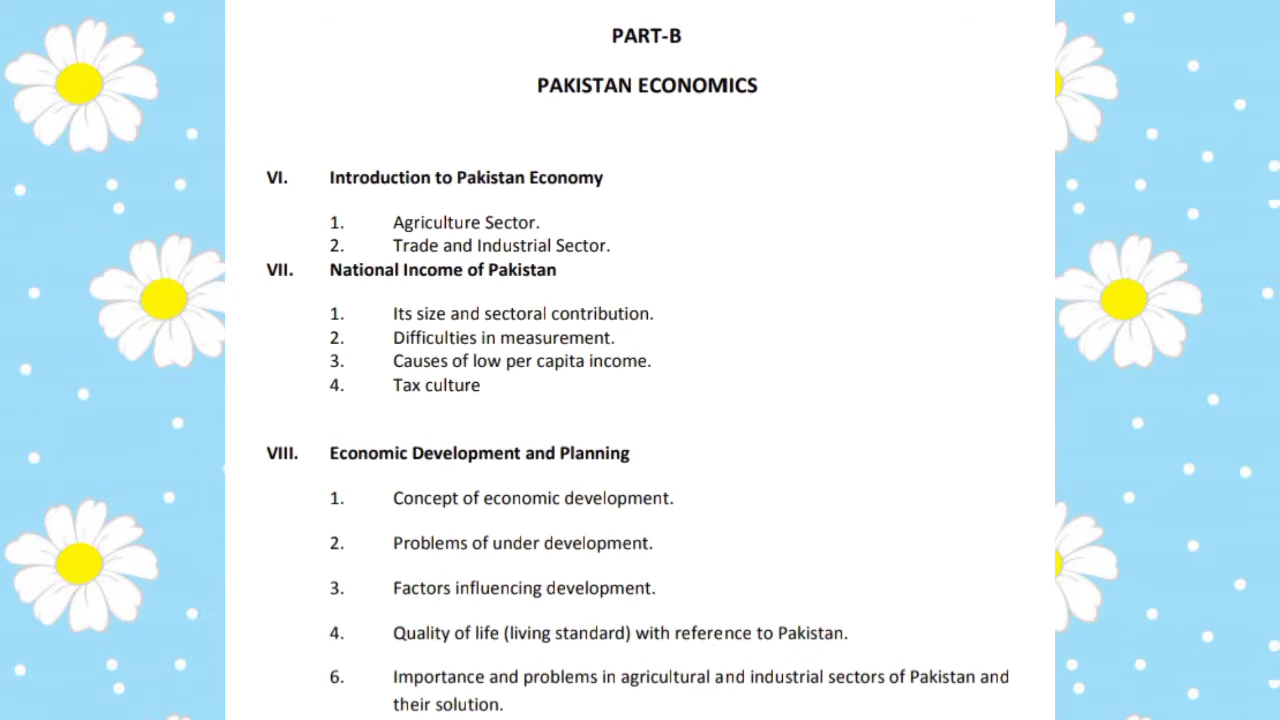 PART-B
PAKISTAN ECONOMICS
VI. Introduction to Pakistan Economy
1. Agriculture Sector.
2. Trade and Industrial Sector.
VII. National Income of Pakistan
1. Its size and sectoral contribution.
2. Difficulties in measurement.
3. Causes of low per capita income.
4. Tax culture
VIII. Economic Development and Planning
1. Concept of economic development.
2. Problems of under development.
3. Factors influencing development.
4. Quality of life (living standard) with reference to Pakistan.
6. Importance and problems in agricultural and industrial sectors of Pakistan and
their solution.